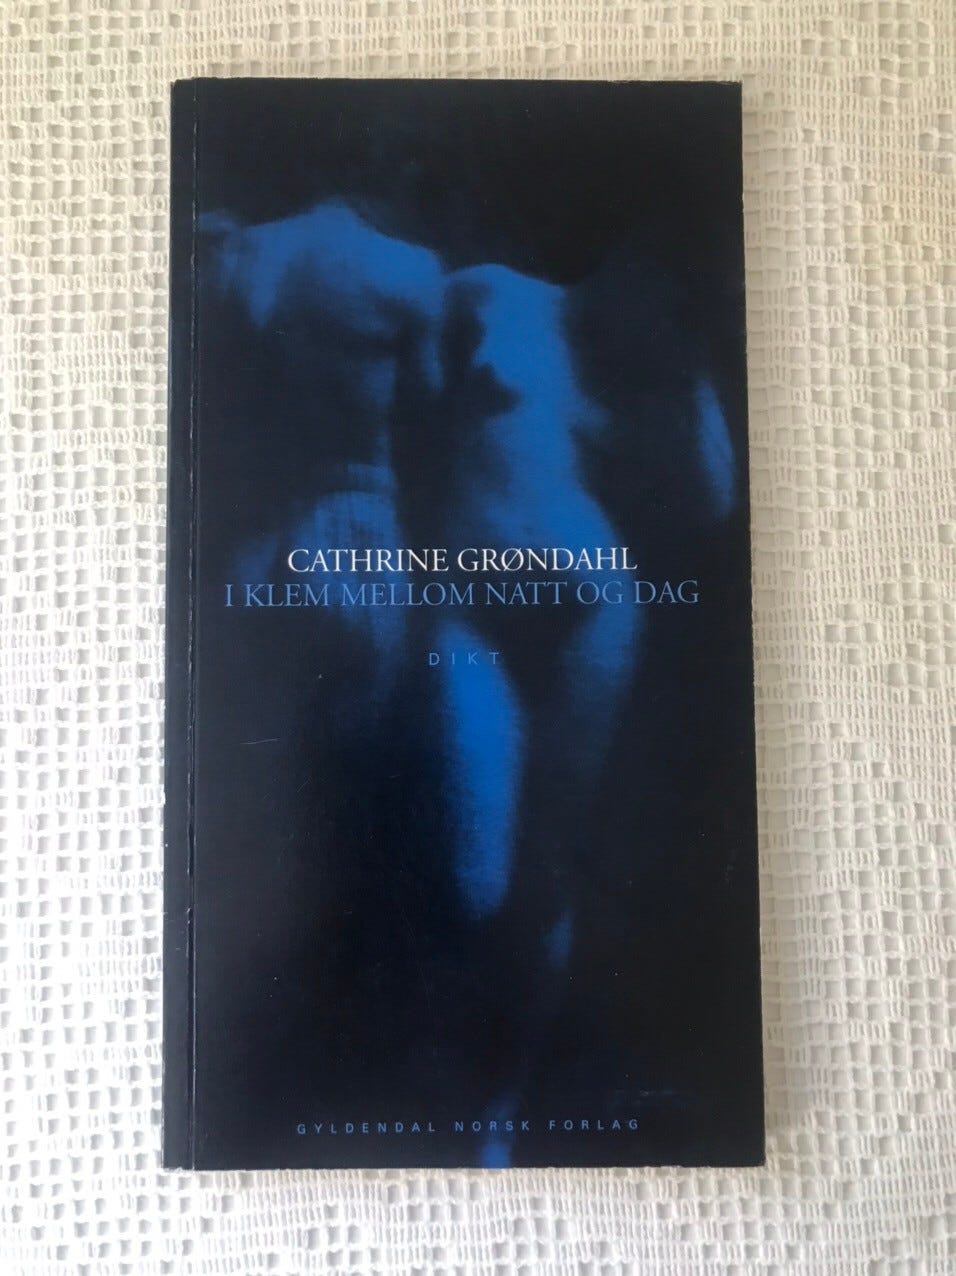 CATHRINE GRØNDAHL
I KLEM MELLOM NATT OG DAG
DIKT
GYLDENDAL NORSK FORLAG